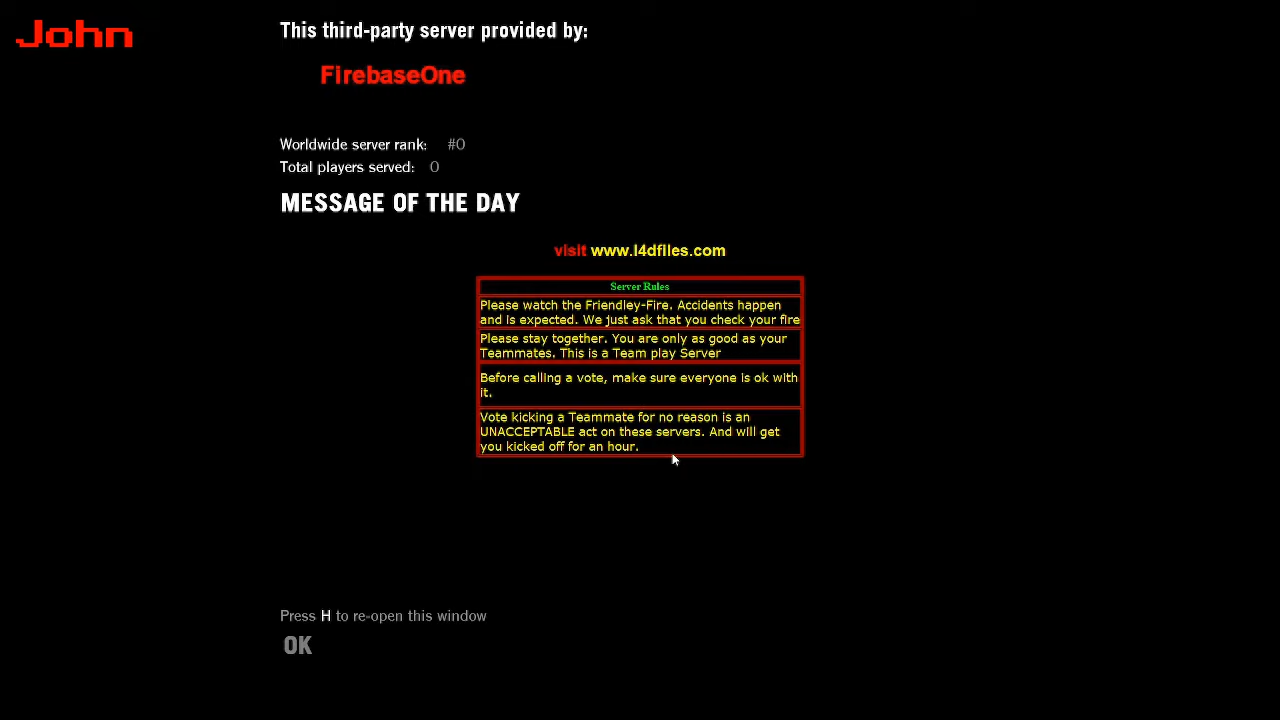 John
This third-party server provided by:
FirebaseOne
Worldwide server rank: #0
Total players served: 0
MESSAGE OF THE DAY
visit www.l4dfiles.com
Server Rules
Please watch the Friendley-Fire. Accidents happen
and is expected. We just ask that you check your fire
Please stay together. You are only as good as your
Teammates. This is a Team play Server
Before calling a vote, make sure everyone is ok with
it.
Vote kicking a Teammate for no reason is an
UNACCEPTABLE act on these servers. And will get
you kicked off for an hour.
Press H to re-open this window
OK